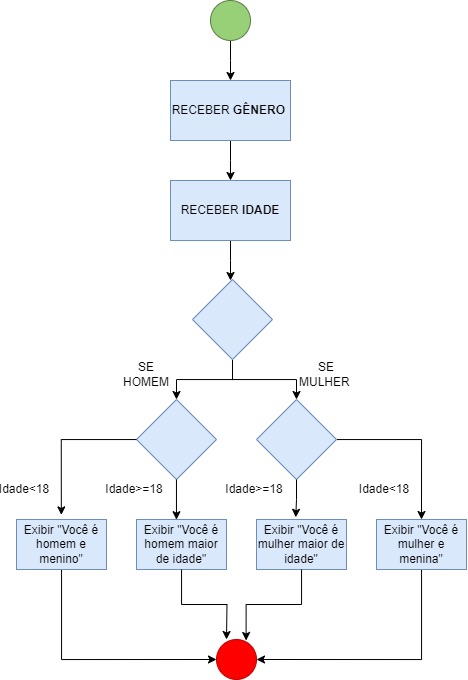 RECEBER GÊNERO
RECEBER IDADE
SE
HOMEM
SE
MULHER
Idade<18
Idade>=18
Idade>=18
Idade<18
Exibir "Você é
homem e
menino"
Exibir "Você é
homem maior
de idade"
Exibir "Você é
mulher maior de
idade"
Exibir "Você é
mulher e
menina"